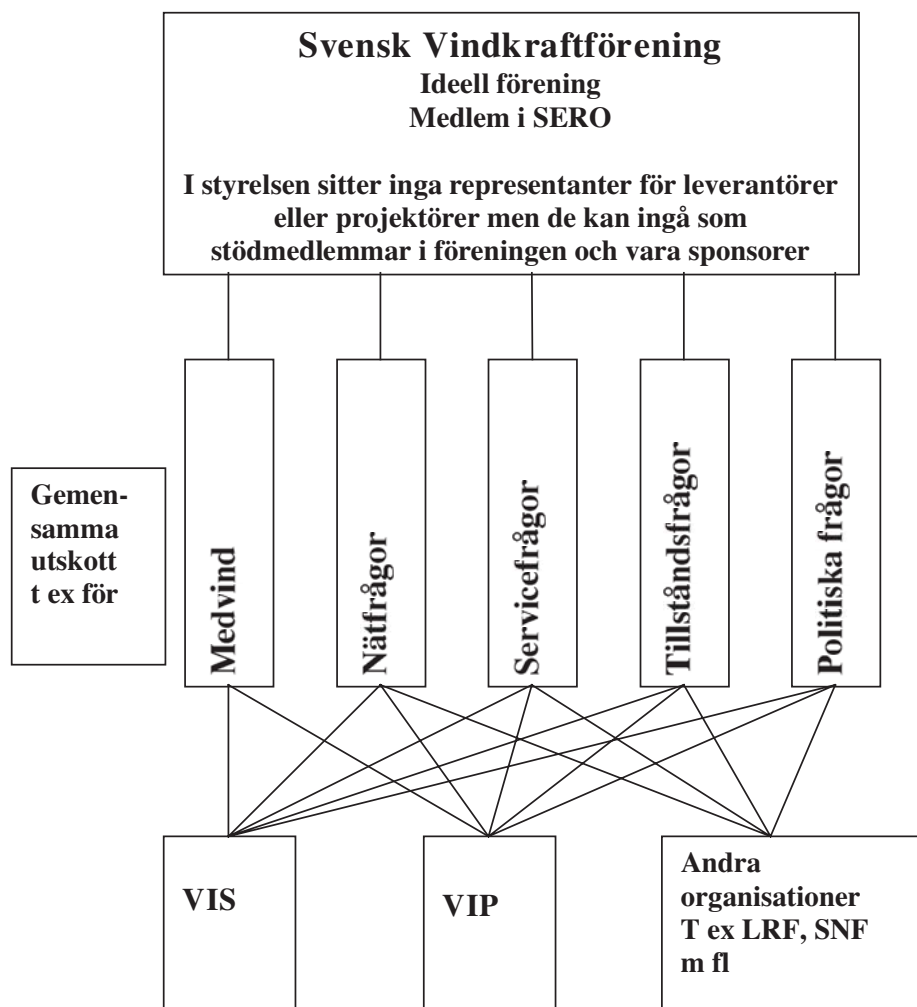 Svensk Vindkraftförening
Ideell förening
Medlem i SERO
I styrelsen sitter inga representanter för leverantörer
eller projektörer men de kan ingå som
stödmedlemmar i föreningen och vara sponsorer
Gemen-
samma
utskott
t ex för
Medvind
Nätfrågor
Servicefrågor
Tillståndsfrågor
Politiska frågor
VIS
VIP
Andra
organisationer
T ex LRF, SNF
m fl